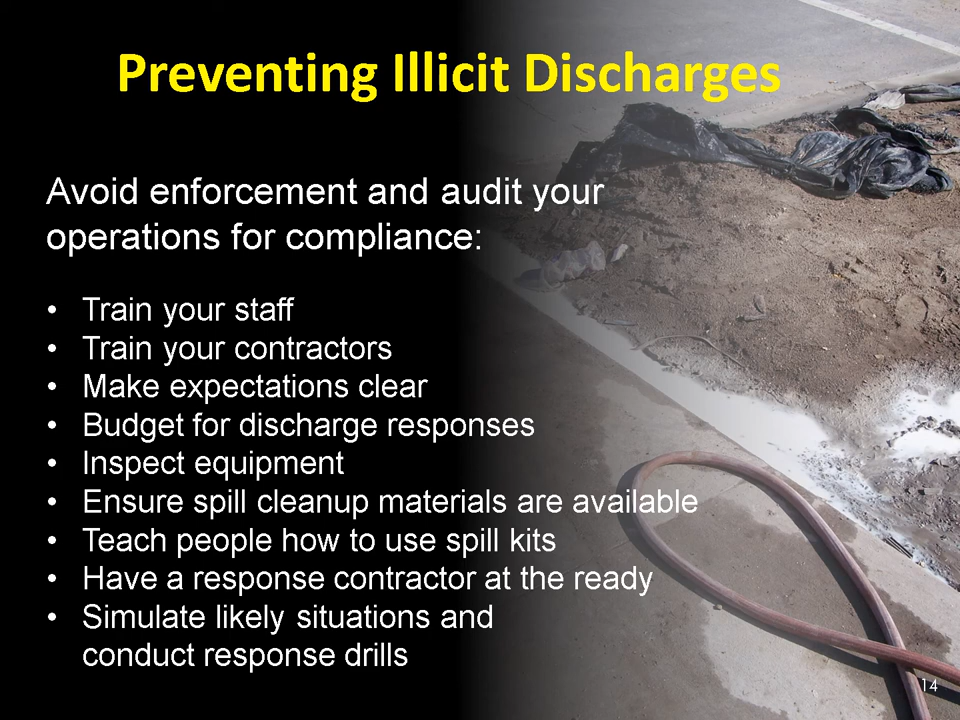 Preventing Illicit Discharges
Avoid enforcement and audit your
operations for compliance:
• Train your staff
• Train your contractors
• Make expectations clear
• Budget for discharge responses
• Inspect equipment
• Ensure spill cleanup materials are available
• Teach people how to use spill kits
• Have a response contractor at the ready
• Simulate likely situations and
conduct response drills
14